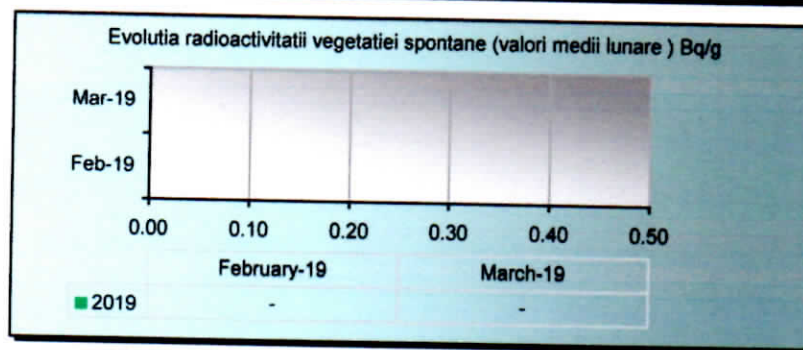 Evolutia radioactivitatii vegetatiei spontane (valori medii lunare ) Bq/g
Mar-19
Feb-19
0.00 0.10 0.20 0.30 0.40 0.50
February-19 March-19
2019 - -